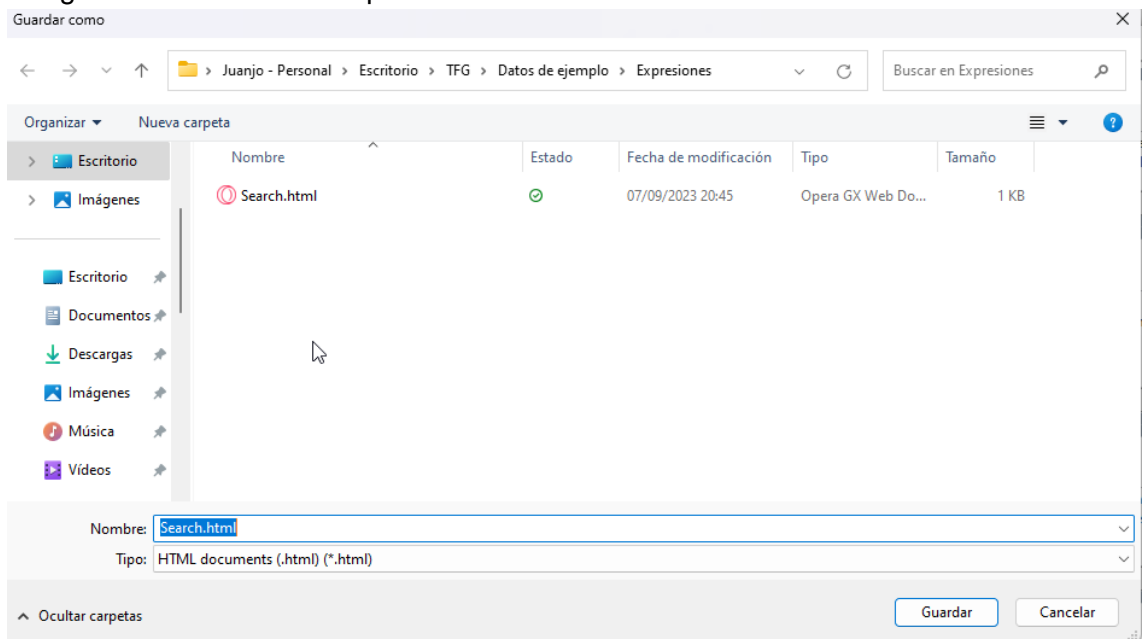 Guardar como
Juanjo - Personal > Escritorio > TFG > Datos de ejemplo > Expresiones
Buscar en Expresiones
Organizar
Nueva carpeta
Nombre Estado Fecha de modificación Tipo Tamaño
Search.html 07/09/2023 20:45 Opera GX Web Do... 1 KB
Escritorio
Imágenes
Escritorio
Documentos
Descargas
Imágenes
Música
Vídeos
Nombre: Search.html
Tipo: HTML documents (.html) (*.html)
Ocultar carpetas
Guardar
Cancelar